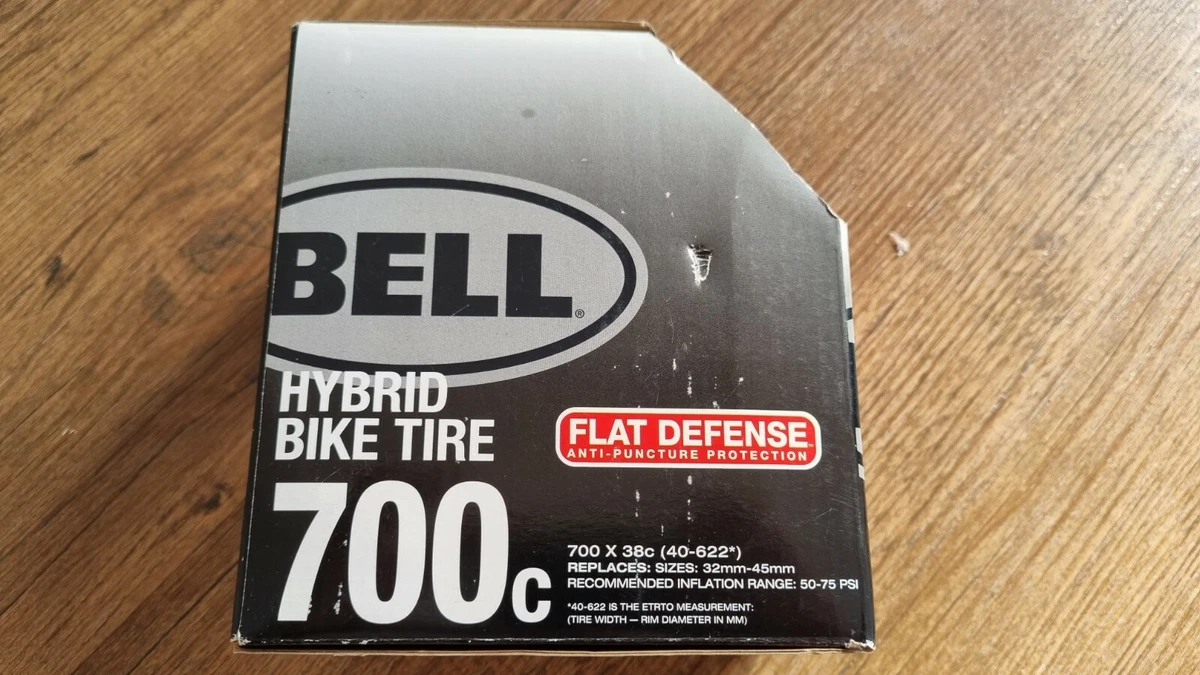 BELL®
HYBRID
BIKE TIRE
FLAT DEFENSE™
ANTI-PUNCTURE PROTECTION
700c
700 X 38c (40-622*)
REPLACES: SIZES: 32mm-45mm
RECOMMENDED INFLATION RANGE: 50-75 PSI
*40-622 IS THE ETRTO MEASUREMENT:
(TIRE WIDTH — RIM DIAMETER IN MM)